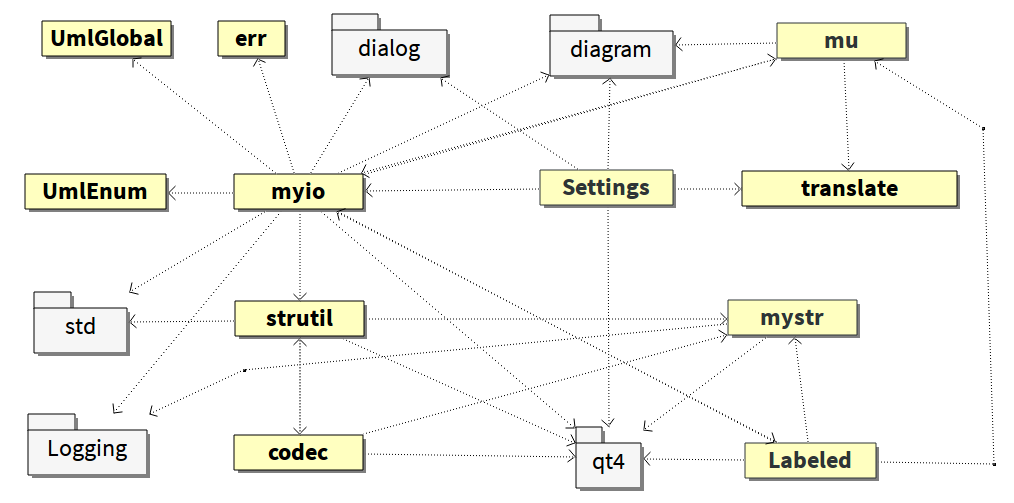 UmlGlobal
err
dialog
diagram
mu
UmlEnum
myio
Settings
translate
std
strutil
mystr
Logging
codec
qt4
Labeled